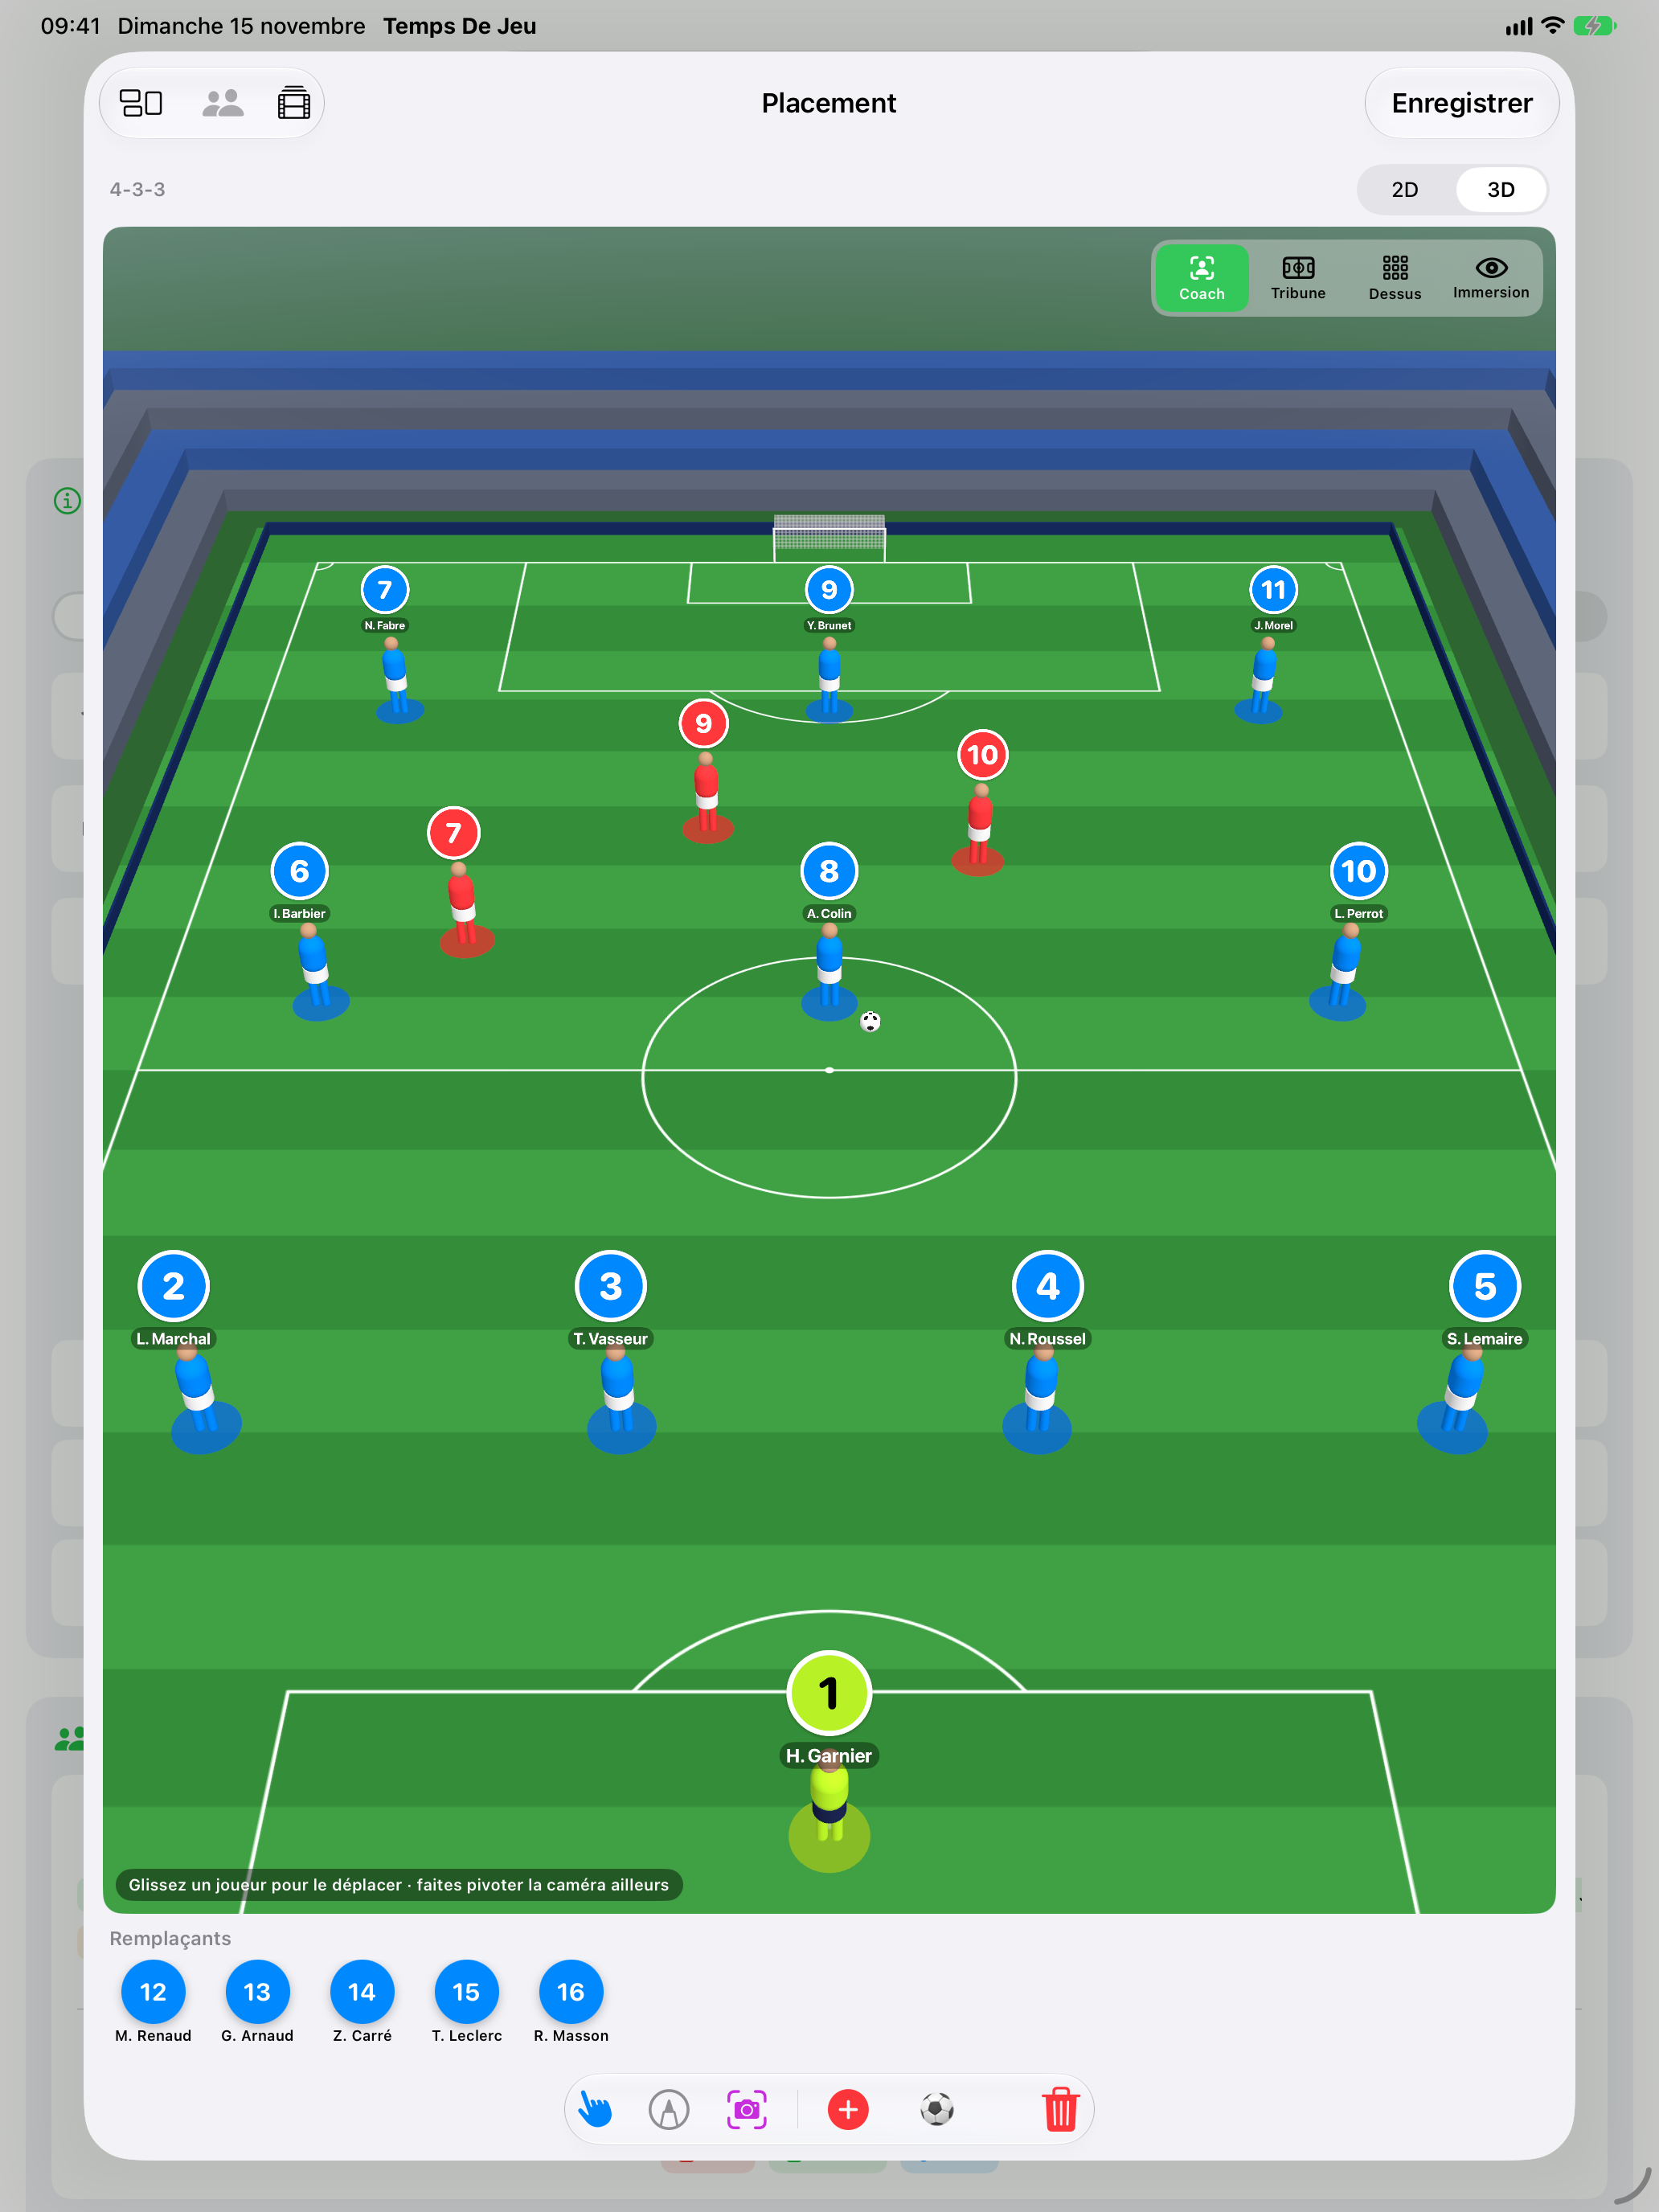 09:41 Dimanche 15 novembre Temps De Jeu
Placement
Enregistrer
4-3-3
2D 3D
Coach Tribune Dessus Immersion
7 9 11
N. Fabre Y. Brunet J. Morel
9
10
7
6 8 10
I. Barbier A. Colin L. Perrot
2 3 4 5
L. Marchal T. Vasseur N. Roussel S. Lemaire
1
H. Garnier
Glissez un joueur pour le déplacer · faites pivoter la caméra ailleurs
Remplaçants
12 13 14 15 16
M. Renaud G. Arnaud Z. Carré T. Leclerc R. Masson